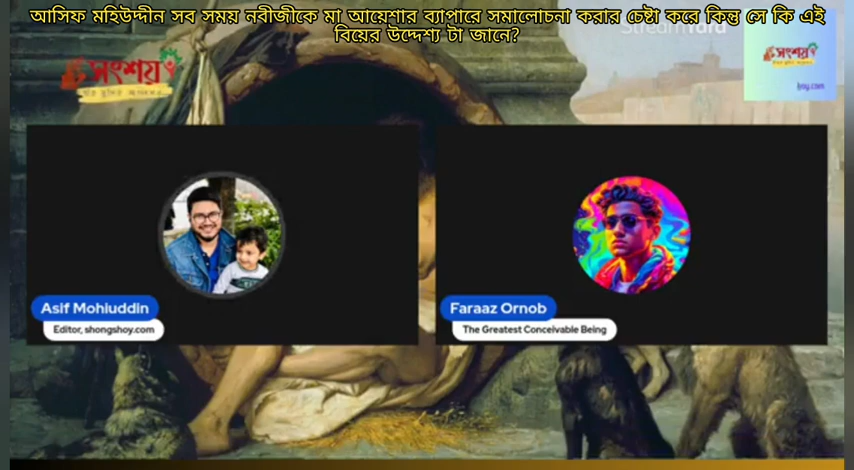 আসিফ মহিউদ্দীন সব সময় নবীজীকে মা আয়েশার ব্যাপারে সমালোচনা করার চেষ্টা করে কিন্তু সে কি এই
বিয়ের উদ্দেশ্য টা জানে?
StreamYard
সংশয়
সংশয়
Asif Mohiuddin
Editor, shongshoy.com
Faraaz Ornob
The Greatest Conceivable Being